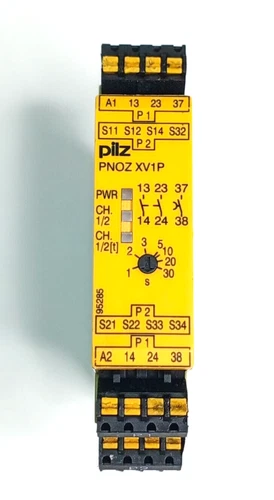 A1 13 23 37
P1
S11 S12 S14 S32
P2
pilz
PNOZ XV1P
PWR
13 23 37
CH.
1/2
14 24 38
CH.
1/2[t]
3 5
2 10
20
1 30
s
95285
P2
S21 S22 S33 S34
P1
A2 14 24 38